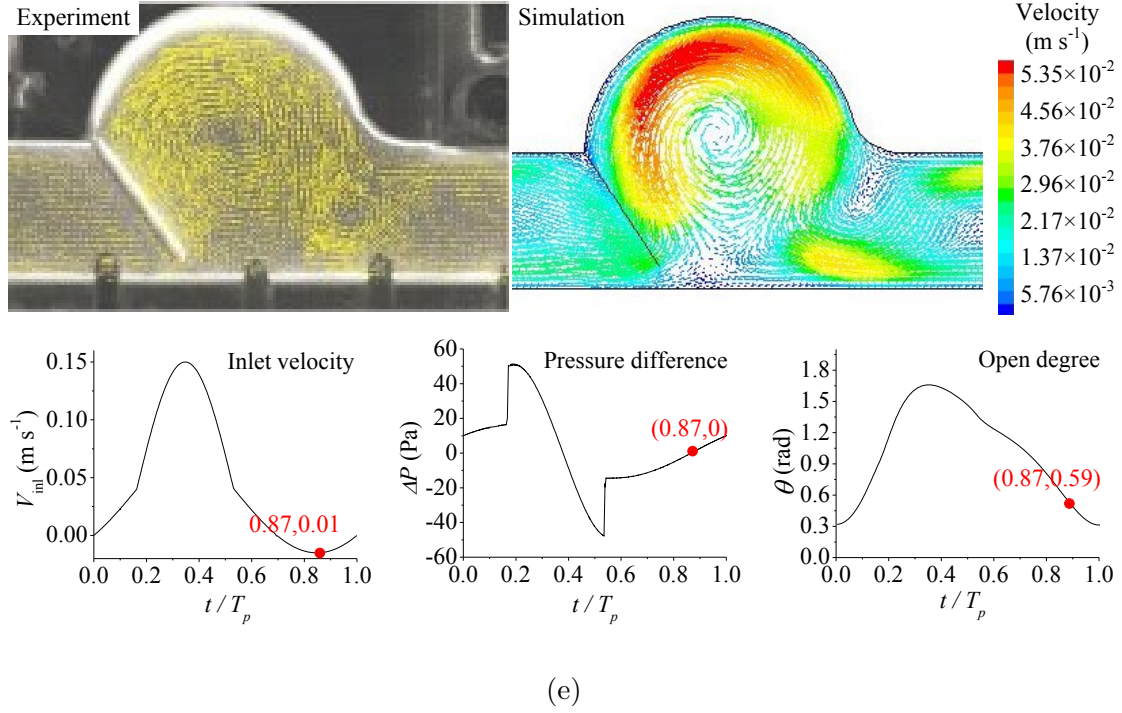 Experiment
Simulation
Velocity
(m s⁻¹)
5.35×10⁻²
4.56×10⁻²
3.76×10⁻²
2.96×10⁻²
2.17×10⁻²
1.37×10⁻²
5.76×10⁻³
Inlet velocity
0.15
0.10
0.05
0.00
V_inl (m s⁻¹)
0.87,0.01
0.0 0.2 0.4 0.6 0.8 1.0
t / T_p
Pressure difference
60
40
20
0
-20
-40
-60
ΔP (Pa)
(0.87,0)
0.0 0.2 0.4 0.6 0.8 1.0
t / T_p
Open degree
1.8
1.5
1.2
0.9
0.6
0.3
0.0
θ (rad)
(0.87,0.59)
0.0 0.2 0.4 0.6 0.8 1.0
t / T_p
(e)